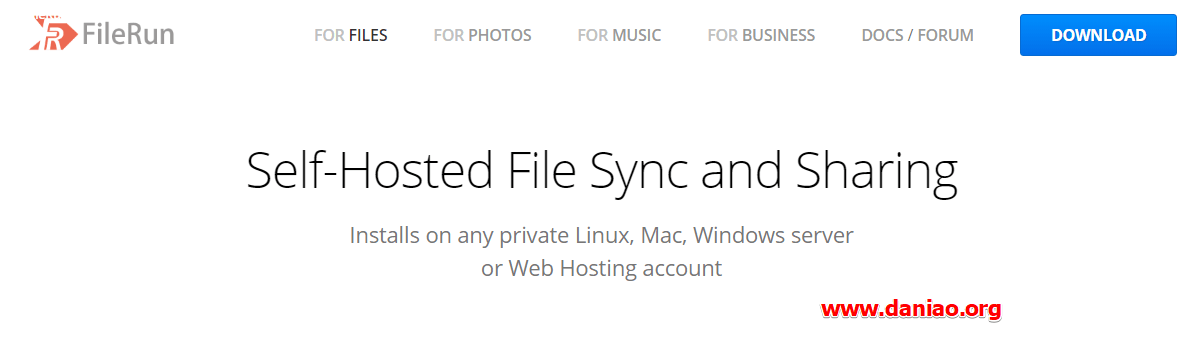 FileRun
FOR FILES FOR PHOTOS FOR MUSIC FOR BUSINESS DOCS / FORUM DOWNLOAD
Self-Hosted File Sync and Sharing
Installs on any private Linux, Mac, Windows server
or Web Hosting account
www.daniao.org